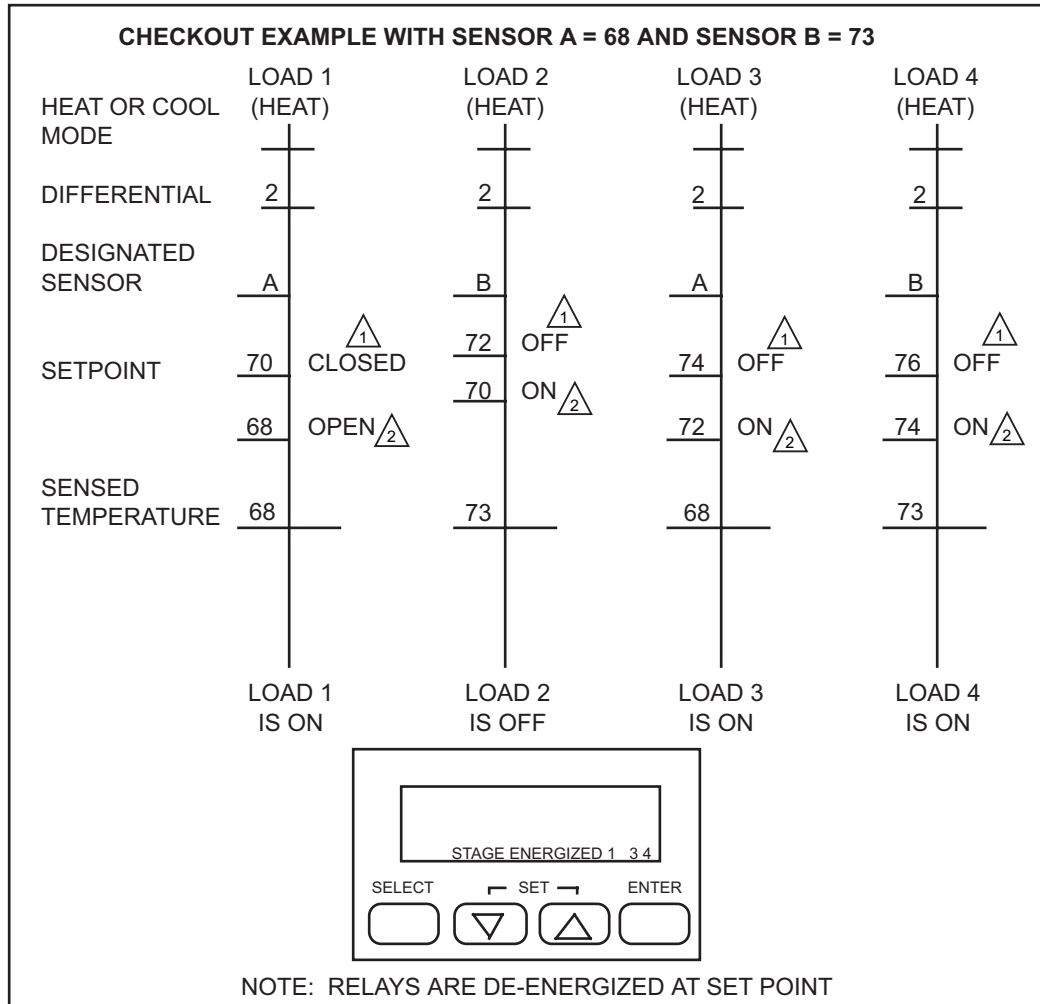 CHECKOUT EXAMPLE WITH SENSOR A = 68 AND SENSOR B = 73
LOAD 1 LOAD 2 LOAD 3 LOAD 4
HEAT OR COOL (HEAT) (HEAT) (HEAT) (HEAT)
MODE
DIFFERENTIAL 2 2 2 2
DESIGNATED
SENSOR A B A B
1 1 1 1
72 OFF
SETPOINT 70 CLOSED 74 OFF 76 OFF
70 ON 2
68 OPEN 2 72 ON 2 74 ON 2
SENSED
TEMPERATURE 68 73 68 73
LOAD 1 LOAD 2 LOAD 3 LOAD 4
IS ON IS OFF IS ON IS ON
STAGE ENERGIZED 1 3 4
SELECT SET ENTER
NOTE: RELAYS ARE DE-ENERGIZED AT SET POINT